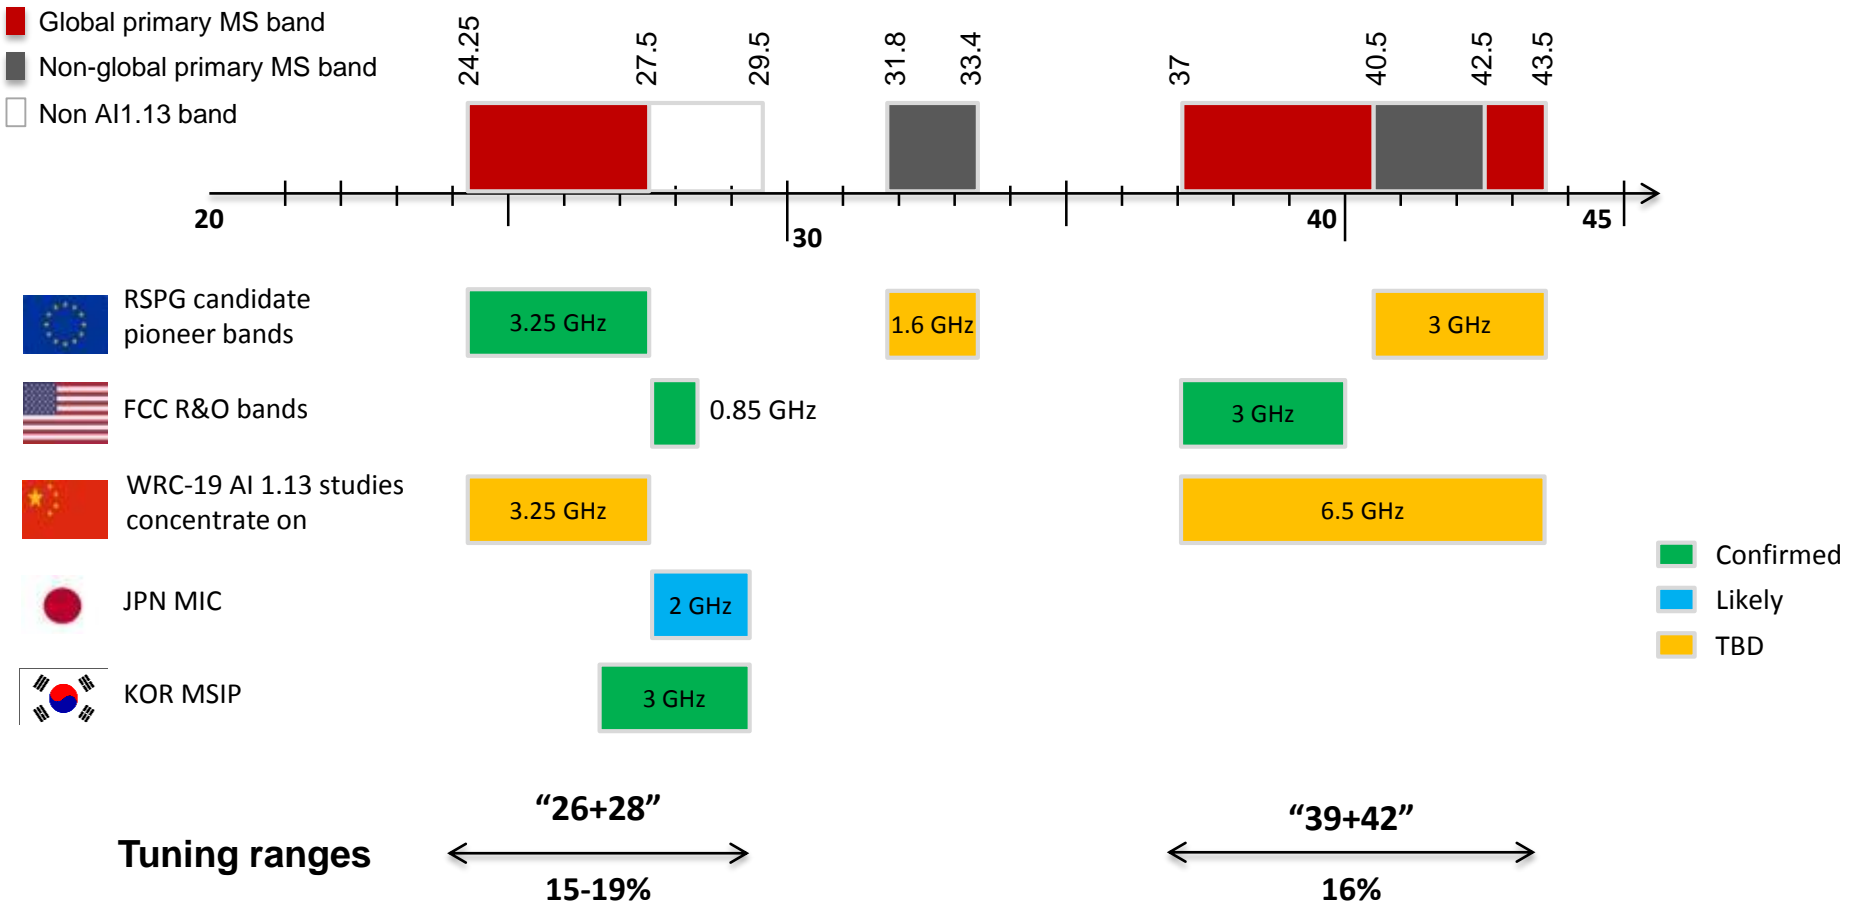 Global primary MS band
Non-global primary MS band
Non AI1.13 band
24.25
27.5
29.5
31.8
33.4
37
40.5
42.5
43.5
20
30
40
45
RSPG candidate
pioneer bands
3.25 GHz
1.6 GHz
3 GHz
FCC R&O bands
0.85 GHz
3 GHz
WRC-19 AI 1.13 studies
concentrate on
3.25 GHz
6.5 GHz
JPN MIC
2 GHz
KOR MSIP
3 GHz
Confirmed
Likely
TBD
Tuning ranges
“26+28”
15-19%
“39+42”
16%